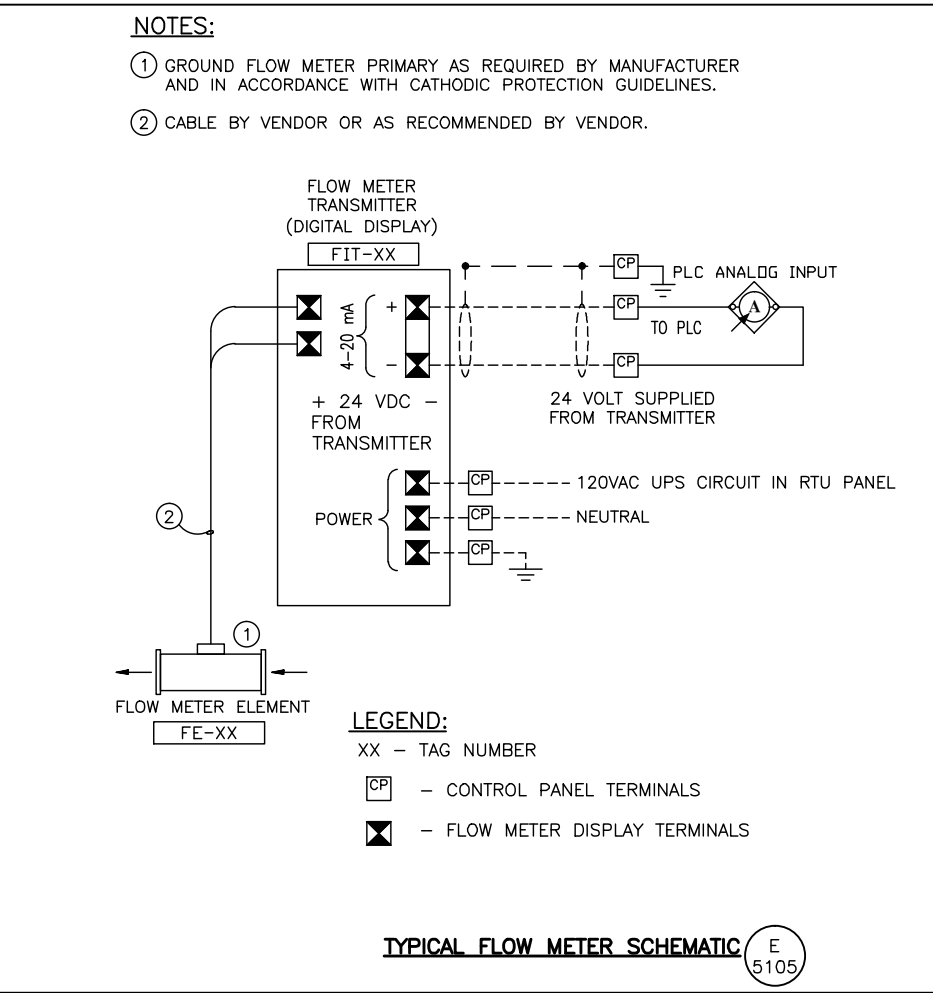 NOTES:
1 GROUND FLOW METER PRIMARY AS REQUIRED BY MANUFACTURER
AND IN ACCORDANCE WITH CATHODIC PROTECTION GUIDELINES.
2 CABLE BY VENDOR OR AS RECOMMENDED BY VENDOR.
FLOW METER
TRANSMITTER
(DIGITAL DISPLAY)
FIT-XX
CP
PLC ANALOG INPUT
4-20 mA
+
CP
A
TO PLC
-
CP
+ 24 VDC -
FROM
TRANSMITTER
24 VOLT SUPPLIED
FROM TRANSMITTER
POWER
CP
120VAC UPS CIRCUIT IN RTU PANEL
CP
NEUTRAL
CP
2
1
FLOW METER ELEMENT
FE-XX
LEGEND:
XX - TAG NUMBER
CP - CONTROL PANEL TERMINALS
- FLOW METER DISPLAY TERMINALS
TYPICAL FLOW METER SCHEMATIC
E
5105